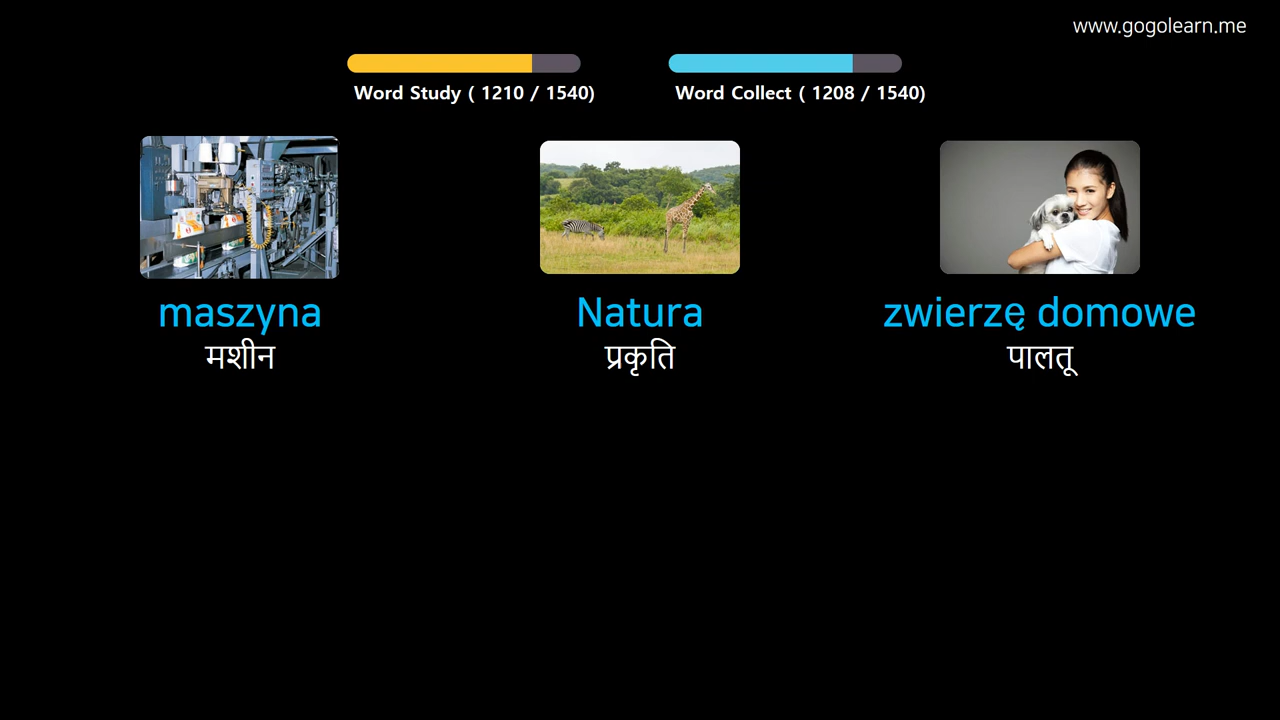 www.gogolearn.me
Word Study ( 1210 / 1540)
Word Collect ( 1208 / 1540)
maszyna
मशीन
Natura
प्रकृति
zwierzę domowe
पालतू